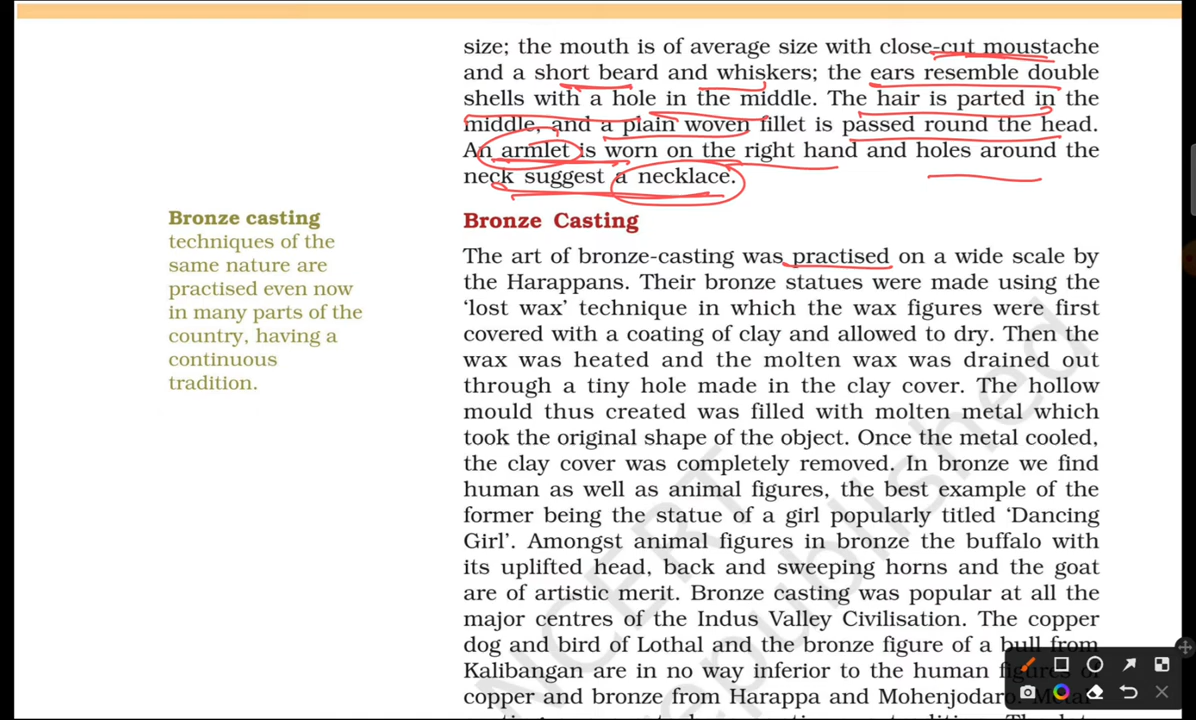 size; the mouth is of average size with close-cut moustache
and a short beard and whiskers; the ears resemble double
shells with a hole in the middle. The hair is parted in the
middle, and a plain woven fillet is passed round the head.
An armlet is worn on the right hand and holes around the
neck suggest a necklace.
Bronze casting
techniques of the
same nature are
practised even now
in many parts of the
country, having a
continuous
tradition.
Bronze Casting
The art of bronze-casting was practised on a wide scale by
the Harappans. Their bronze statues were made using the
‘lost wax’ technique in which the wax figures were first
covered with a coating of clay and allowed to dry. Then the
wax was heated and the molten wax was drained out
through a tiny hole made in the clay cover. The hollow
mould thus created was filled with molten metal which
took the original shape of the object. Once the metal cooled,
the clay cover was completely removed. In bronze we find
human as well as animal figures, the best example of the
former being the statue of a girl popularly titled ‘Dancing
Girl’. Amongst animal figures in bronze the buffalo with
its uplifted head, back and sweeping horns and the goat
are of artistic merit. Bronze casting was popular at all the
major centres of the Indus Valley Civilisation. The copper
dog and bird of Lothal and the bronze figure of a bull from
Kalibangan are in no way inferior to the human figures of
copper and bronze from Harappa and Mohenjodaro. Metal-
NCERT
republished